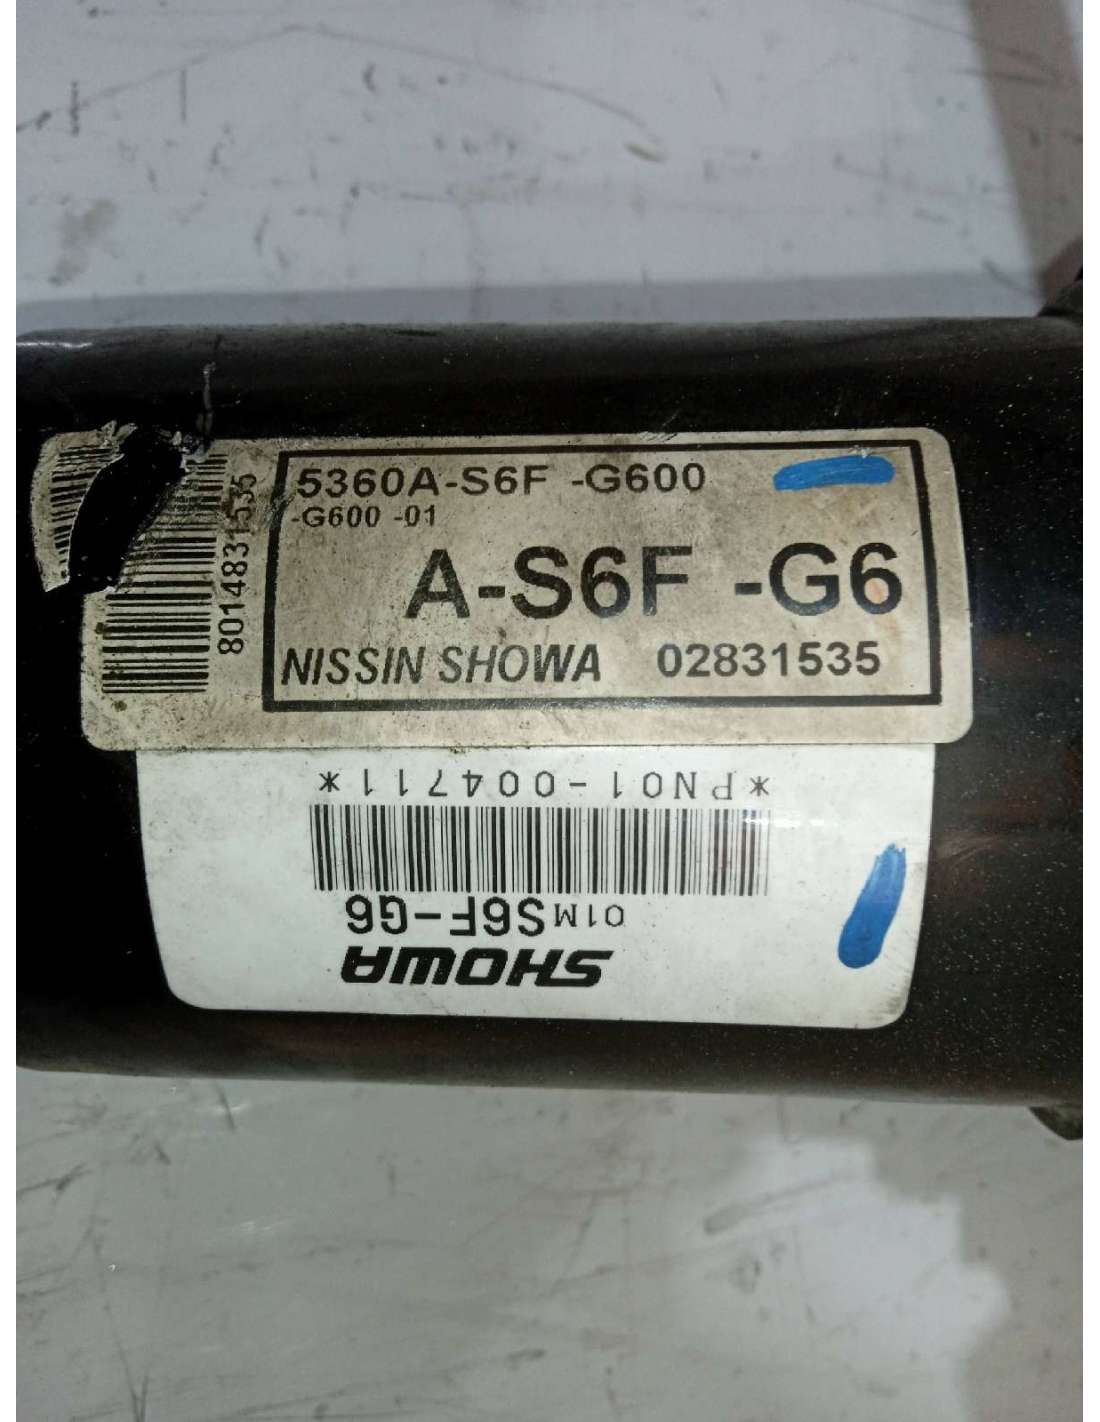 5360A-S6F -G600
-G600 -01
A-S6F -G6
NISSIN SHOWA 02831535
8014831535
*PN01-004711*
01M S6F-G6
SHOWA